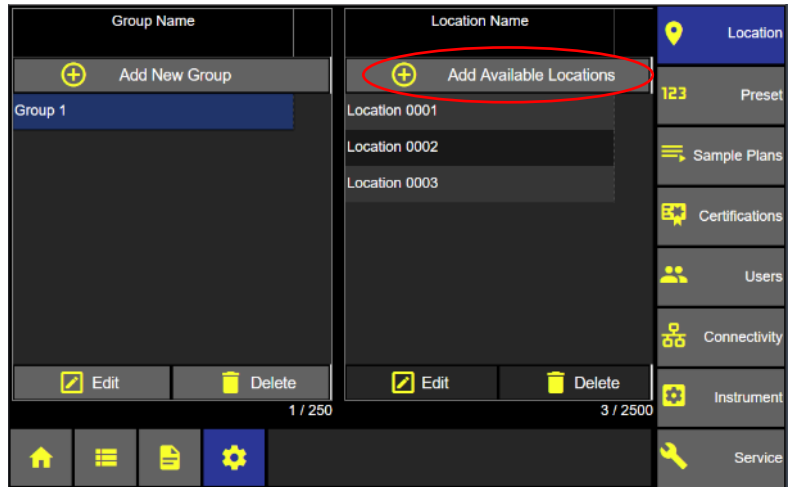 Group Name
Add New Group
Group 1
Edit
Delete
1 / 250
Location Name
Add Available Locations
Location 0001
Location 0002
Location 0003
Edit
Delete
3 / 2500
Location
123 Preset
Sample Plans
Certifications
Users
Connectivity
Instrument
Service